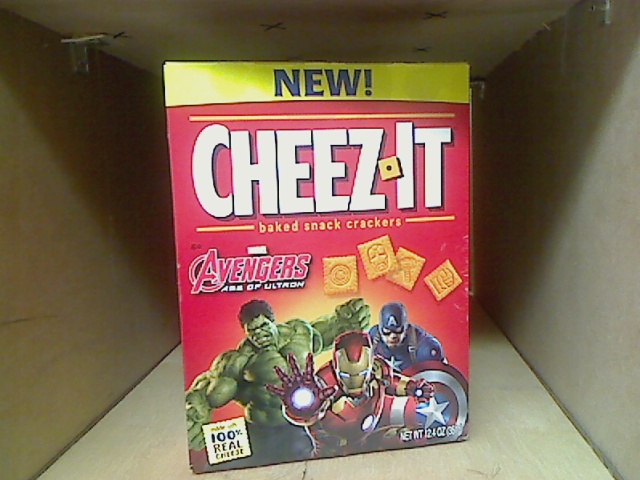 NEW!
CHEEZ-IT
baked snack crackers
MARVEL
AVENGERS
AGE OF ULTRON
made with
100%
REAL
CHEESE
NET WT 12.4 OZ